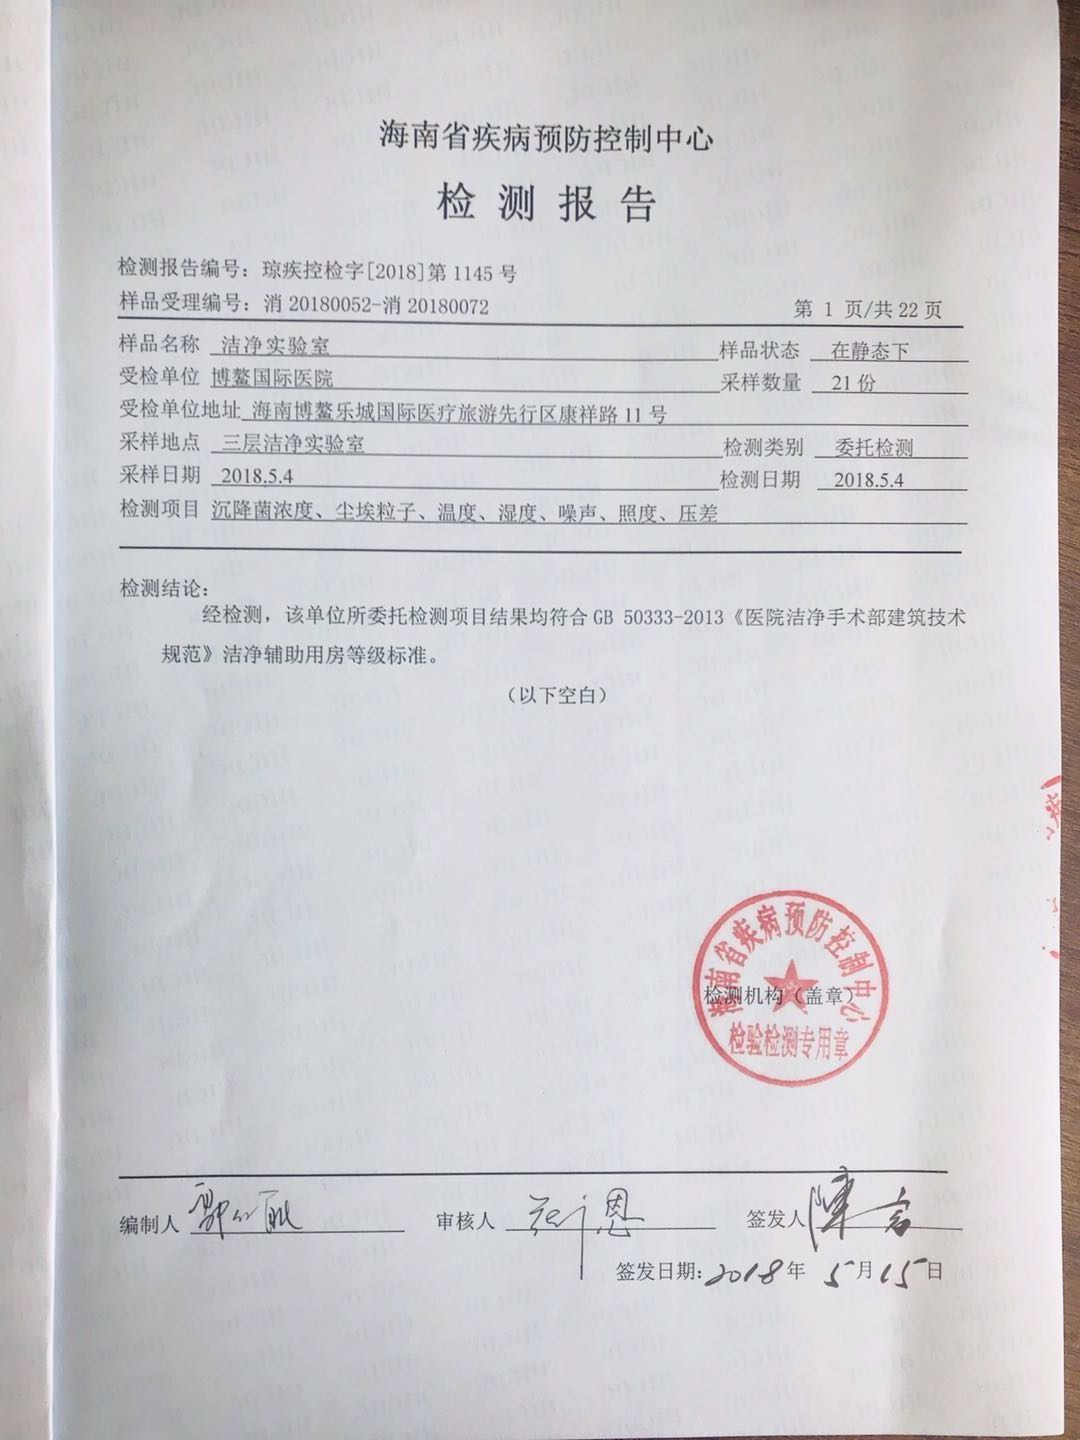 海南省疾病预防控制中心
检测报告
检测报告编号：琼疾控检字[2018]第1145号
样品受理编号：消20180052-消20180072 第 1 页/共22页
样品名称 洁净实验室 样品状态 在静态下
受检单位 博鳌国际医院 采样数量 21份
受检单位地址 海南博鳌乐城国际医疗旅游先行区康祥路11号
采样地点 三层洁净实验室 检测类别 委托检测
采样日期 2018.5.4 检测日期 2018.5.4
检测项目 沉降菌浓度、尘埃粒子、温度、湿度、噪声、照度、压差
检测结论：
经检测，该单位所委托检测项目结果均符合GB 50333-2013《医院洁净手术部建筑技术
规范》洁净辅助用房等级标准。
（以下空白）
海南省疾病预防控制中心
检测机构（盖章）
检验检测专用章
编制人 审核人 签发人
签发日期：2018年 5月15日